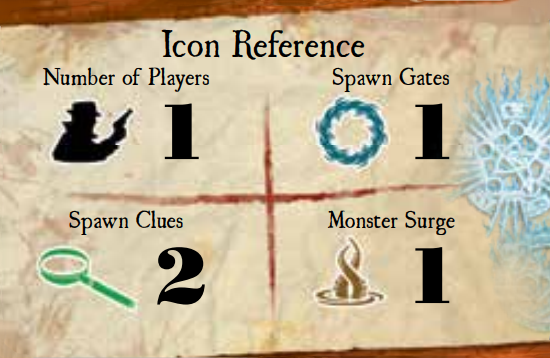 Icon Reference
Number of Players
1
Spawn Gates
1
Spawn Clues
2
Monster Surge
1